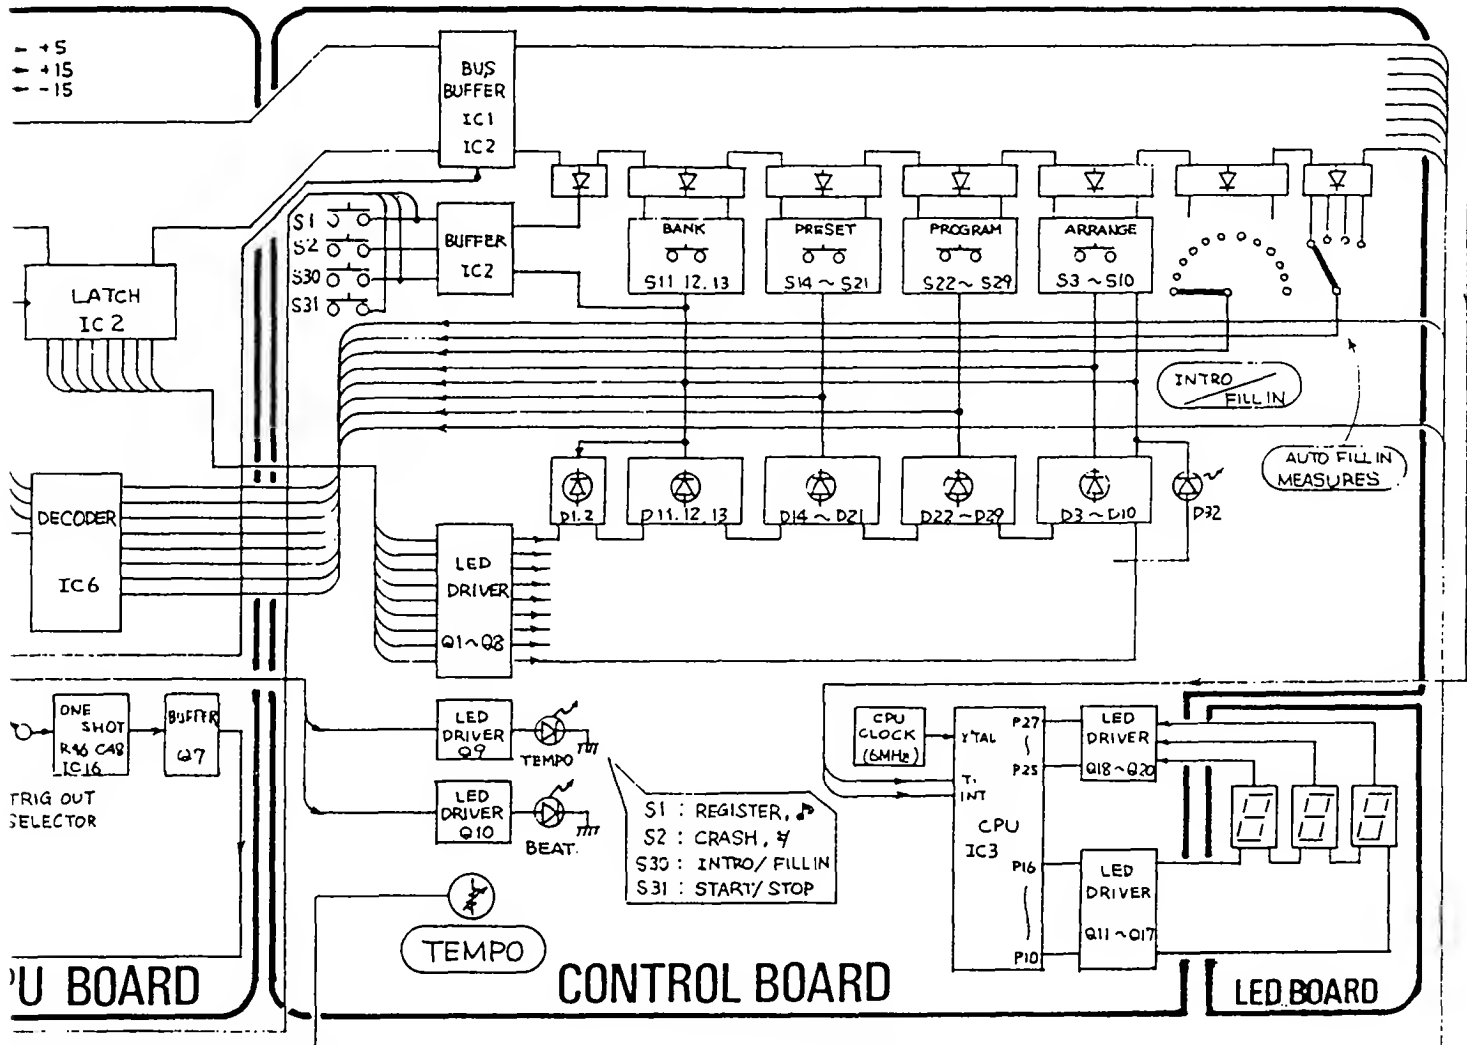 +5
+15
-15
BUS
BUFFER
IC1
IC2
S1
S2
S30
S31
BUFFER
IC2
BANK
S11.12.13
PRESET
S14~S21
PROGRAM
S22~S29
ARRANGE
S3~S10
LATCH
IC2
INTRO/
FILL IN
AUTO FILL IN
MEASURES
DECODER
IC6
LED
DRIVER
Q1~Q8
D1.2
D11.12.13
D14~D21
D22~D29
D3~D10
D32
ONE
SHOT
R46 C48
IC16
BUFFER
Q7
TRIG OUT
SELECTOR
LED
DRIVER
Q9
TEMPO
LED
DRIVER
Q10
BEAT.
S1 : REGISTER, ♪
S2 : CRASH,
S30 : INTRO/FILL IN
S31 : START/STOP
TEMPO
CPU
CLOCK
(6MHz)
X'TAL
T1
INT
CPU
IC3
P27
P25
P16
P10
LED
DRIVER
Q18~Q20
LED
DRIVER
Q11~Q17
PU BOARD
CONTROL BOARD
LED BOARD